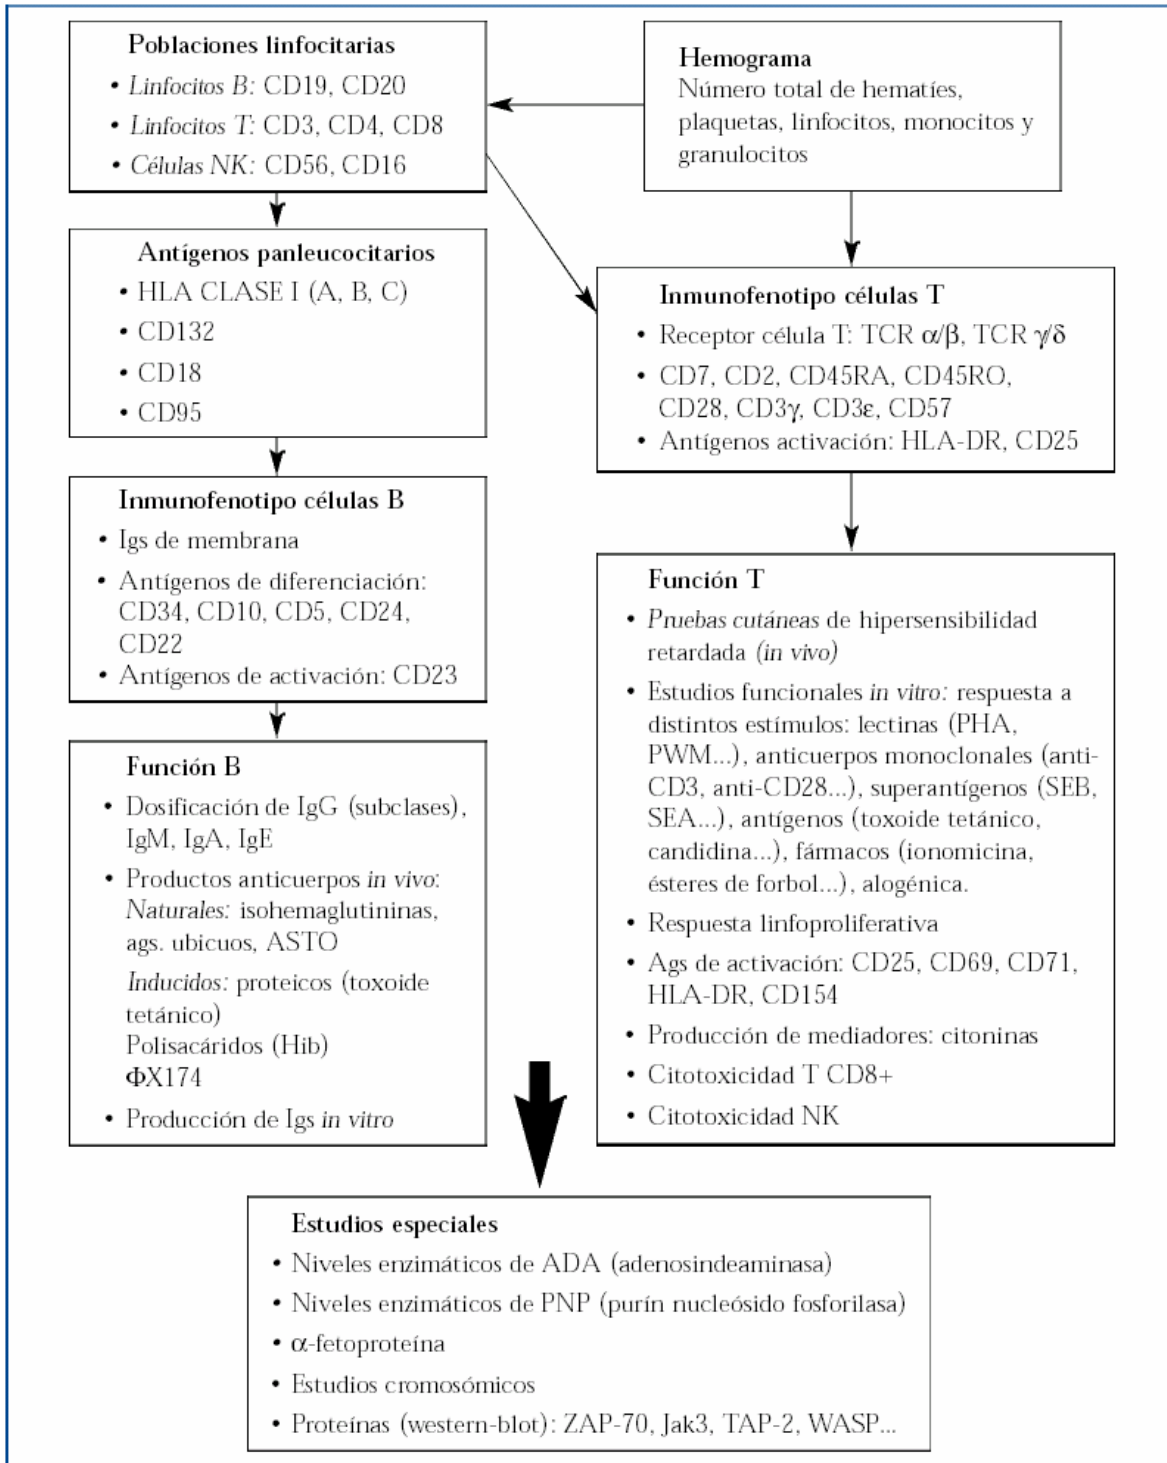 Poblaciones linfocitarias
• Linfocitos B: CD19, CD20
• Linfocitos T: CD3, CD4, CD8
• Células NK: CD56, CD16
Hemograma
Número total de hematíes,
plaquetas, linfocitos, monocitos y
granulocitos
Antígenos panleucocitarios
• HLA CLASE I (A, B, C)
• CD132
• CD18
• CD95
Inmunofenotipo células T
• Receptor célula T: TCR α/β, TCR γ/δ
• CD7, CD2, CD45RA, CD45RO,
CD28, CD3γ, CD3ε, CD57
• Antígenos activación: HLA-DR, CD25
Inmunofenotipo células B
• Igs de membrana
• Antígenos de diferenciación:
CD34, CD10, CD5, CD24,
CD22
• Antígenos de activación: CD23
Función T
• Pruebas cutáneas de hipersensibilidad
retardada (in vivo)
• Estudios funcionales in vitro: respuesta a
distintos estímulos: lectinas (PHA,
PWM...), anticuerpos monoclonales (anti-
CD3, anti-CD28...), superantígenos (SEB,
SEA...), antígenos (toxoide tetánico,
candidina...), fármacos (ionomicina,
ésteres de forbol...), alogénica.
• Respuesta linfoproliferativa
• Ags de activación: CD25, CD69, CD71,
HLA-DR, CD154
• Producción de mediadores: citoninas
• Citotoxicidad T CD8+
• Citotoxicidad NK
Función B
• Dosificación de IgG (subclases),
IgM, IgA, IgE
• Productos anticuerpos in vivo:
Naturales: isohemaglutininas,
ags. ubicuos, ASTO
Inducidos: proteicos (toxoide
tetánico)
Polisacáridos (Hib)
ΦX174
• Producción de Igs in vitro
Estudios especiales
• Niveles enzimáticos de ADA (adenosindeaminasa)
• Niveles enzimáticos de PNP (purín nucleósido fosforilasa)
• α-fetoproteína
• Estudios cromosómicos
• Proteínas (western-blot): ZAP-70, Jak3, TAP-2, WASP...